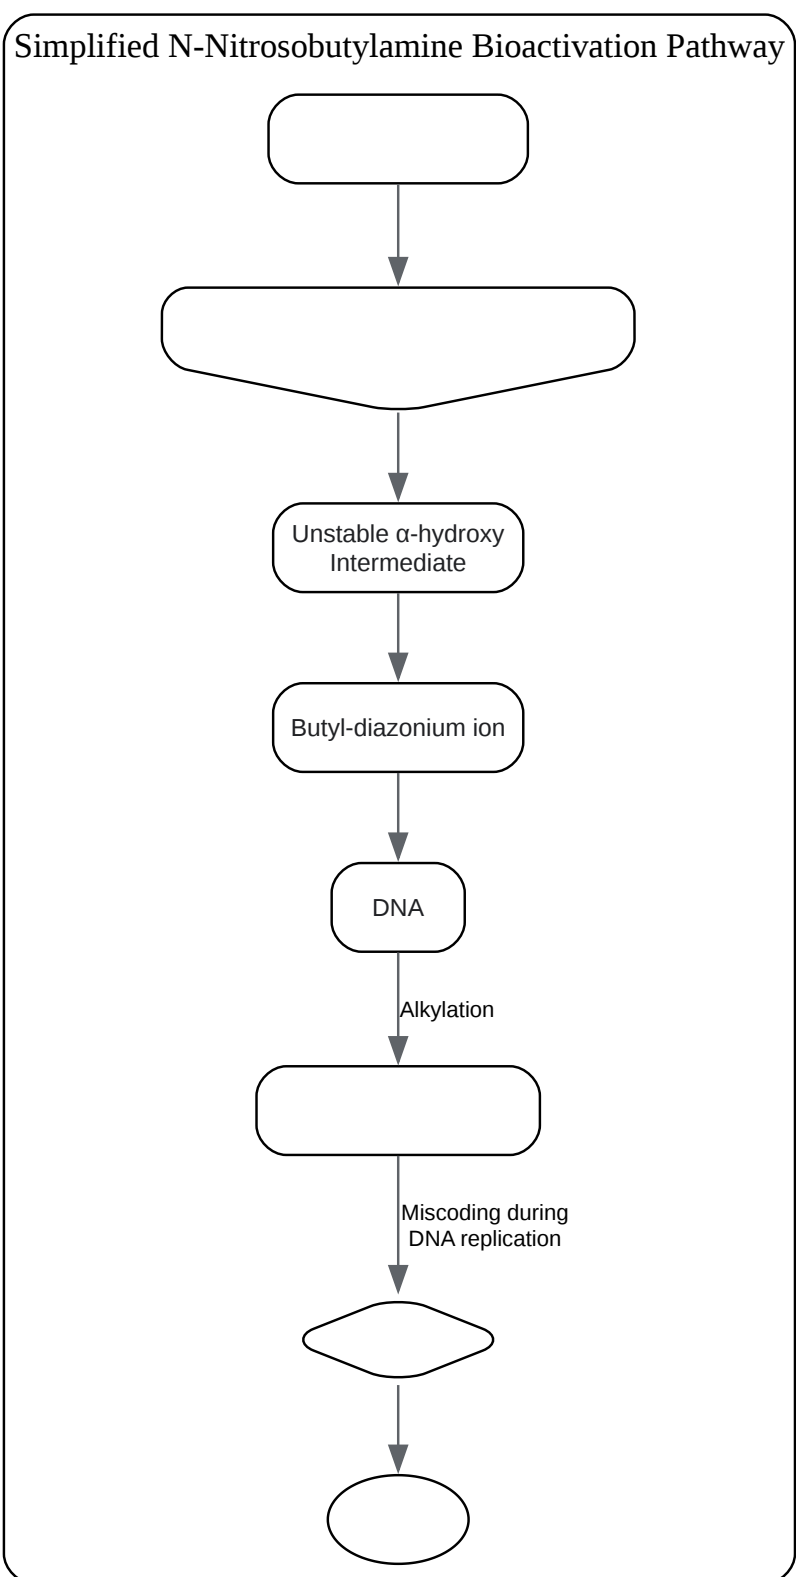 Simplified N-Nitrosobutylamine Bioactivation Pathway
Unstable α-hydroxy
Intermediate
Butyl-diazonium ion
DNA
Alkylation
Miscoding during
DNA replication